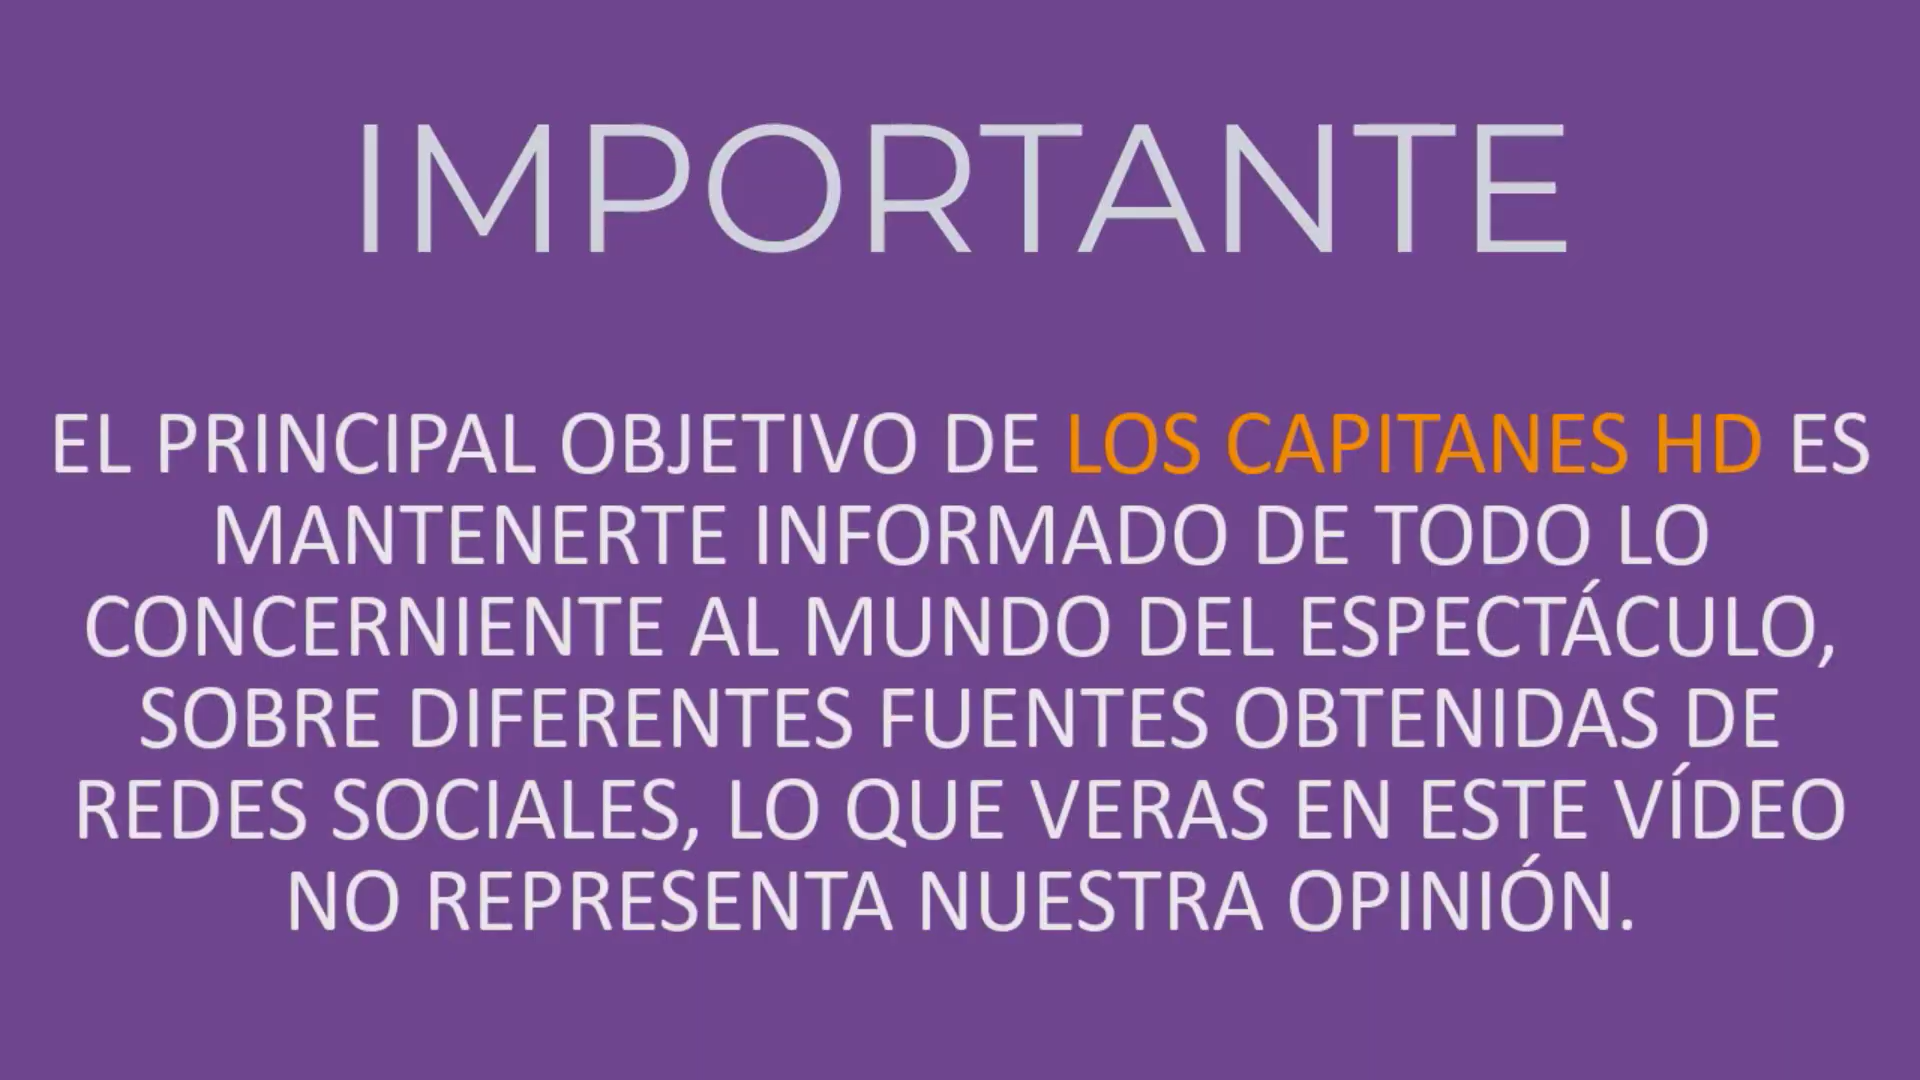 IMPORTANTE
EL PRINCIPAL OBJETIVO DE LOS CAPITANES HD ES
MANTENERTE INFORMADO DE TODO LO
CONCERNIENTE AL MUNDO DEL ESPECTÁCULO,
SOBRE DIFERENTES FUENTES OBTENIDAS DE
REDES SOCIALES, LO QUE VERAS EN ESTE VÍDEO
NO REPRESENTA NUESTRA OPINIÓN.